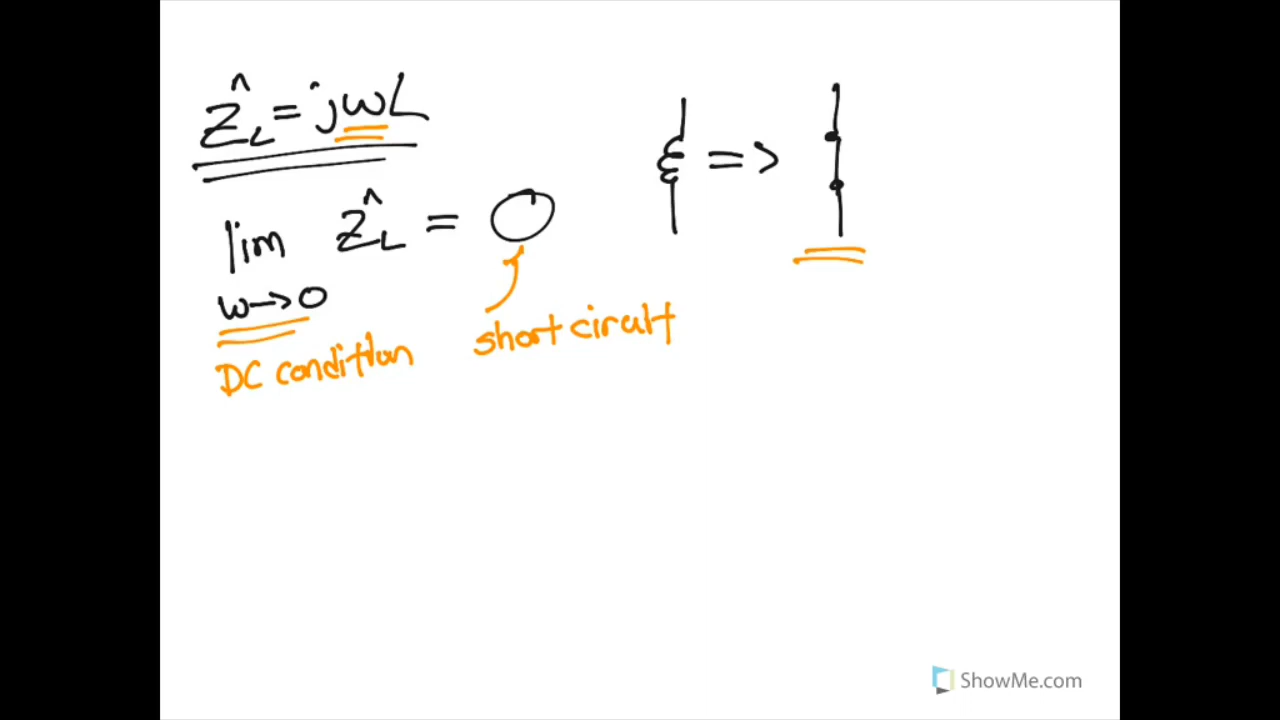 Ẑ_L = jωL
lim Ẑ_L = 0
ω→0
=>
DC condition
short circuit
ShowMe.com